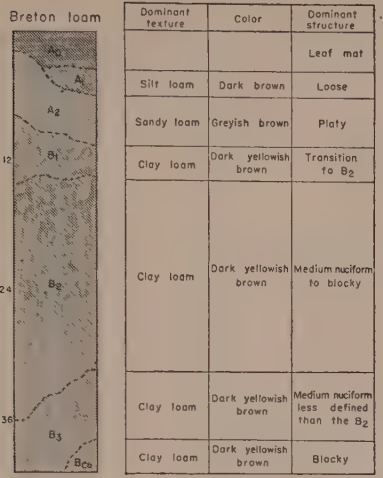 Breton loam
Dominant texture
Color
Dominant structure
A₀
Leaf mat
A₁
Silt loam
Dark brown
Loose
A₂
Sandy loam
Greyish brown
Platy
12
B₁
Clay loam
Dark yellowish brown
Transition to B₂
24
B₂
Clay loam
Dark yellowish brown
Medium nuciform to blocky
36
B₃
Clay loam
Dark yellowish brown
Medium nuciform less defined than the B₂
B
Clay loam
Dark yellowish brown
Blocky